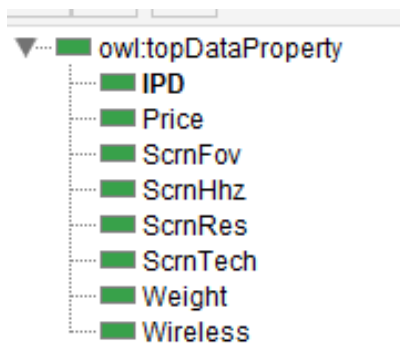 owl:topDataProperty
IPD
Price
ScrnFov
ScrnHhz
ScrnRes
ScrnTech
Weight
Wireless